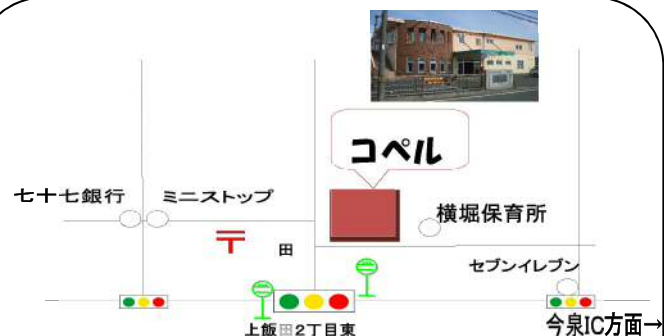 コペル
七十七銀行
ミニストップ
横堀保育所
〒
田
セブンイレブン
上飯田2丁目東
今泉IC方面→